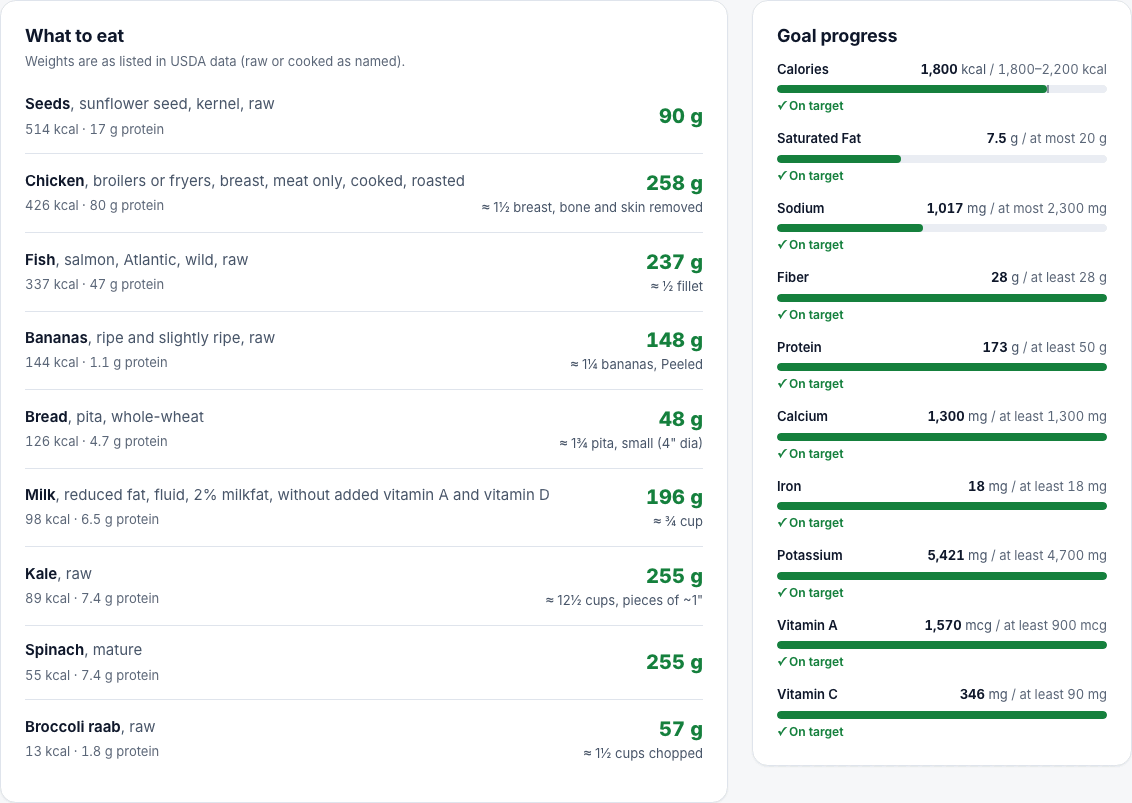 What to eat
Weights are as listed in USDA data (raw or cooked as named).
Seeds, sunflower seed, kernel, raw
514 kcal · 17 g protein
90 g
Chicken, broilers or fryers, breast, meat only, cooked, roasted
426 kcal · 80 g protein
258 g
≈ 1½ breast, bone and skin removed
Fish, salmon, Atlantic, wild, raw
337 kcal · 47 g protein
237 g
≈ ½ fillet
Bananas, ripe and slightly ripe, raw
144 kcal · 1.1 g protein
148 g
≈ 1¼ bananas, Peeled
Bread, pita, whole-wheat
126 kcal · 4.7 g protein
48 g
≈ 1¾ pita, small (4" dia)
Milk, reduced fat, fluid, 2% milkfat, without added vitamin A and vitamin D
98 kcal · 6.5 g protein
196 g
≈ ¾ cup
Kale, raw
89 kcal · 7.4 g protein
255 g
≈ 12½ cups, pieces of ~1"
Spinach, mature
55 kcal · 7.4 g protein
255 g
Broccoli raab, raw
13 kcal · 1.8 g protein
57 g
≈ 1½ cups chopped
Goal progress
Calories 1,800 kcal / 1,800–2,200 kcal
✓ On target
Saturated Fat 7.5 g / at most 20 g
✓ On target
Sodium 1,017 mg / at most 2,300 mg
✓ On target
Fiber 28 g / at least 28 g
✓ On target
Protein 173 g / at least 50 g
✓ On target
Calcium 1,300 mg / at least 1,300 mg
✓ On target
Iron 18 mg / at least 18 mg
✓ On target
Potassium 5,421 mg / at least 4,700 mg
✓ On target
Vitamin A 1,570 mcg / at least 900 mcg
✓ On target
Vitamin C 346 mg / at least 90 mg
✓ On target